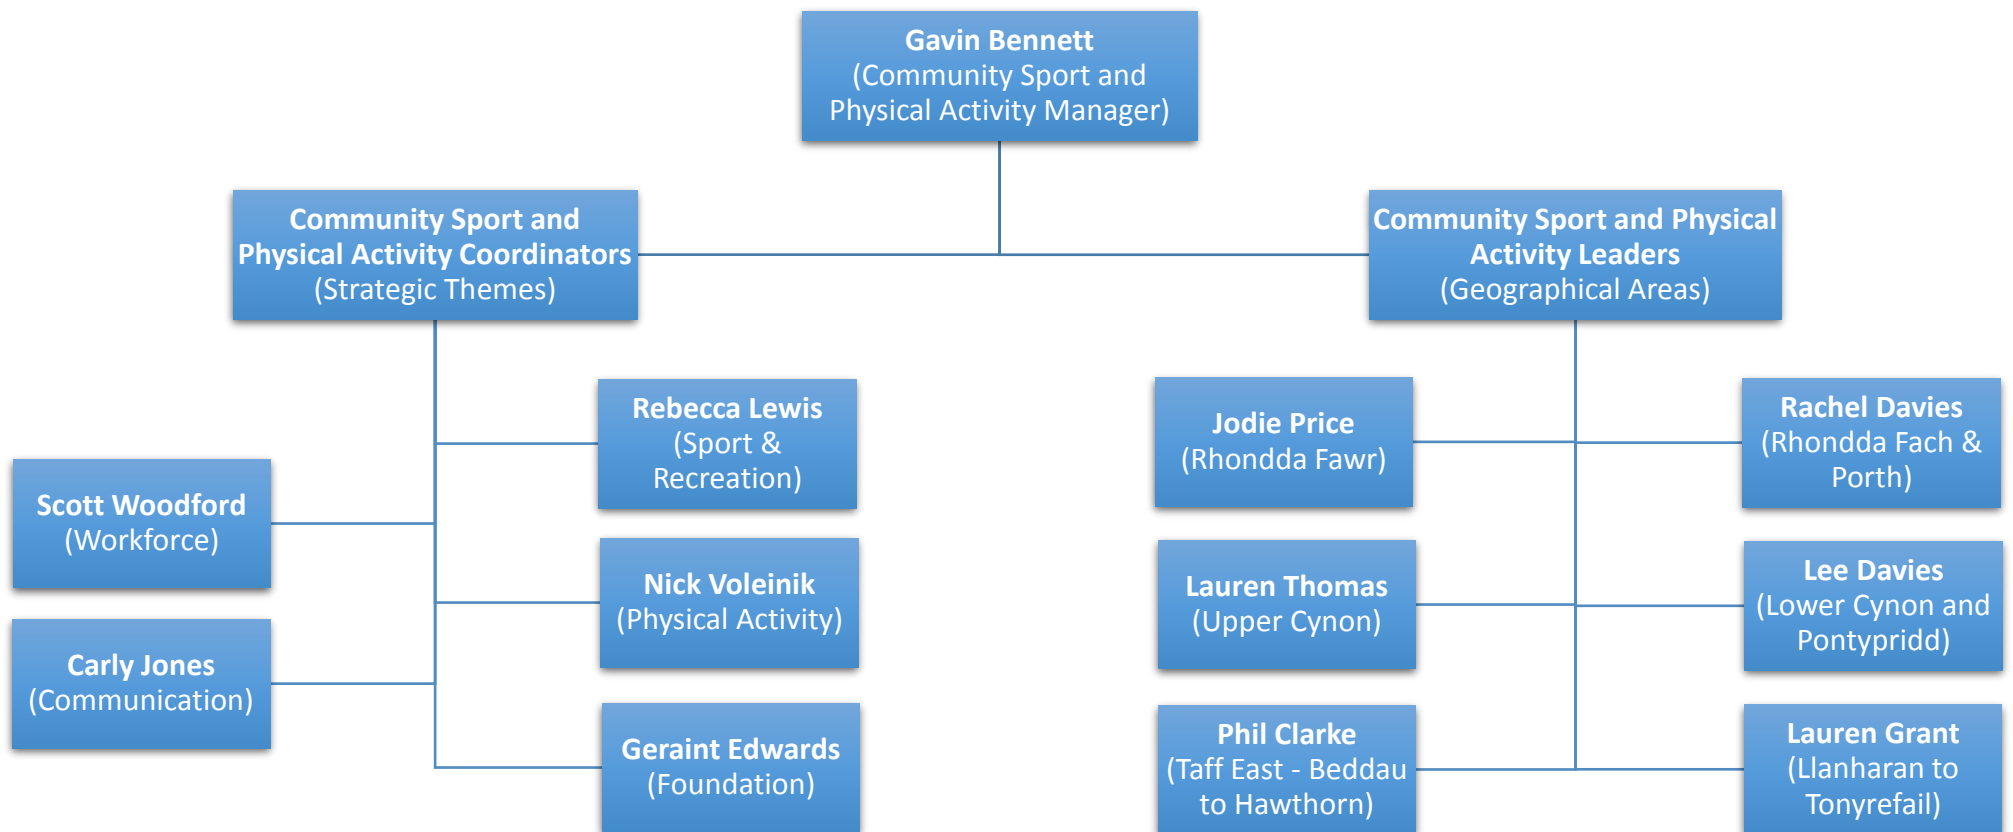 Gavin Bennett
(Community Sport and
Physical Activity Manager)
Community Sport and
Physical Activity Coordinators
(Strategic Themes)
Community Sport and Physical
Activity Leaders
(Geographical Areas)
Rebecca Lewis
(Sport &
Recreation)
Scott Woodford
(Workforce)
Nick Voleinik
(Physical Activity)
Carly Jones
(Communication)
Geraint Edwards
(Foundation)
Jodie Price
(Rhondda Fawr)
Rachel Davies
(Rhondda Fach &
Porth)
Lauren Thomas
(Upper Cynon)
Lee Davies
(Lower Cynon and
Pontypridd)
Phil Clarke
(Taff East - Beddau
to Hawthorn)
Lauren Grant
(Llanharan to
Tonyrefail)